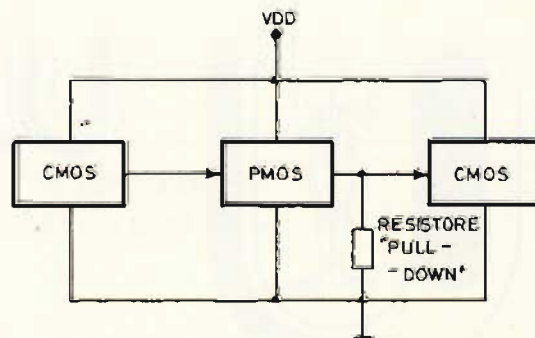 VDD
CMOS
PMOS
CMOS
RESISTORE
"PULL-
-DOWN"